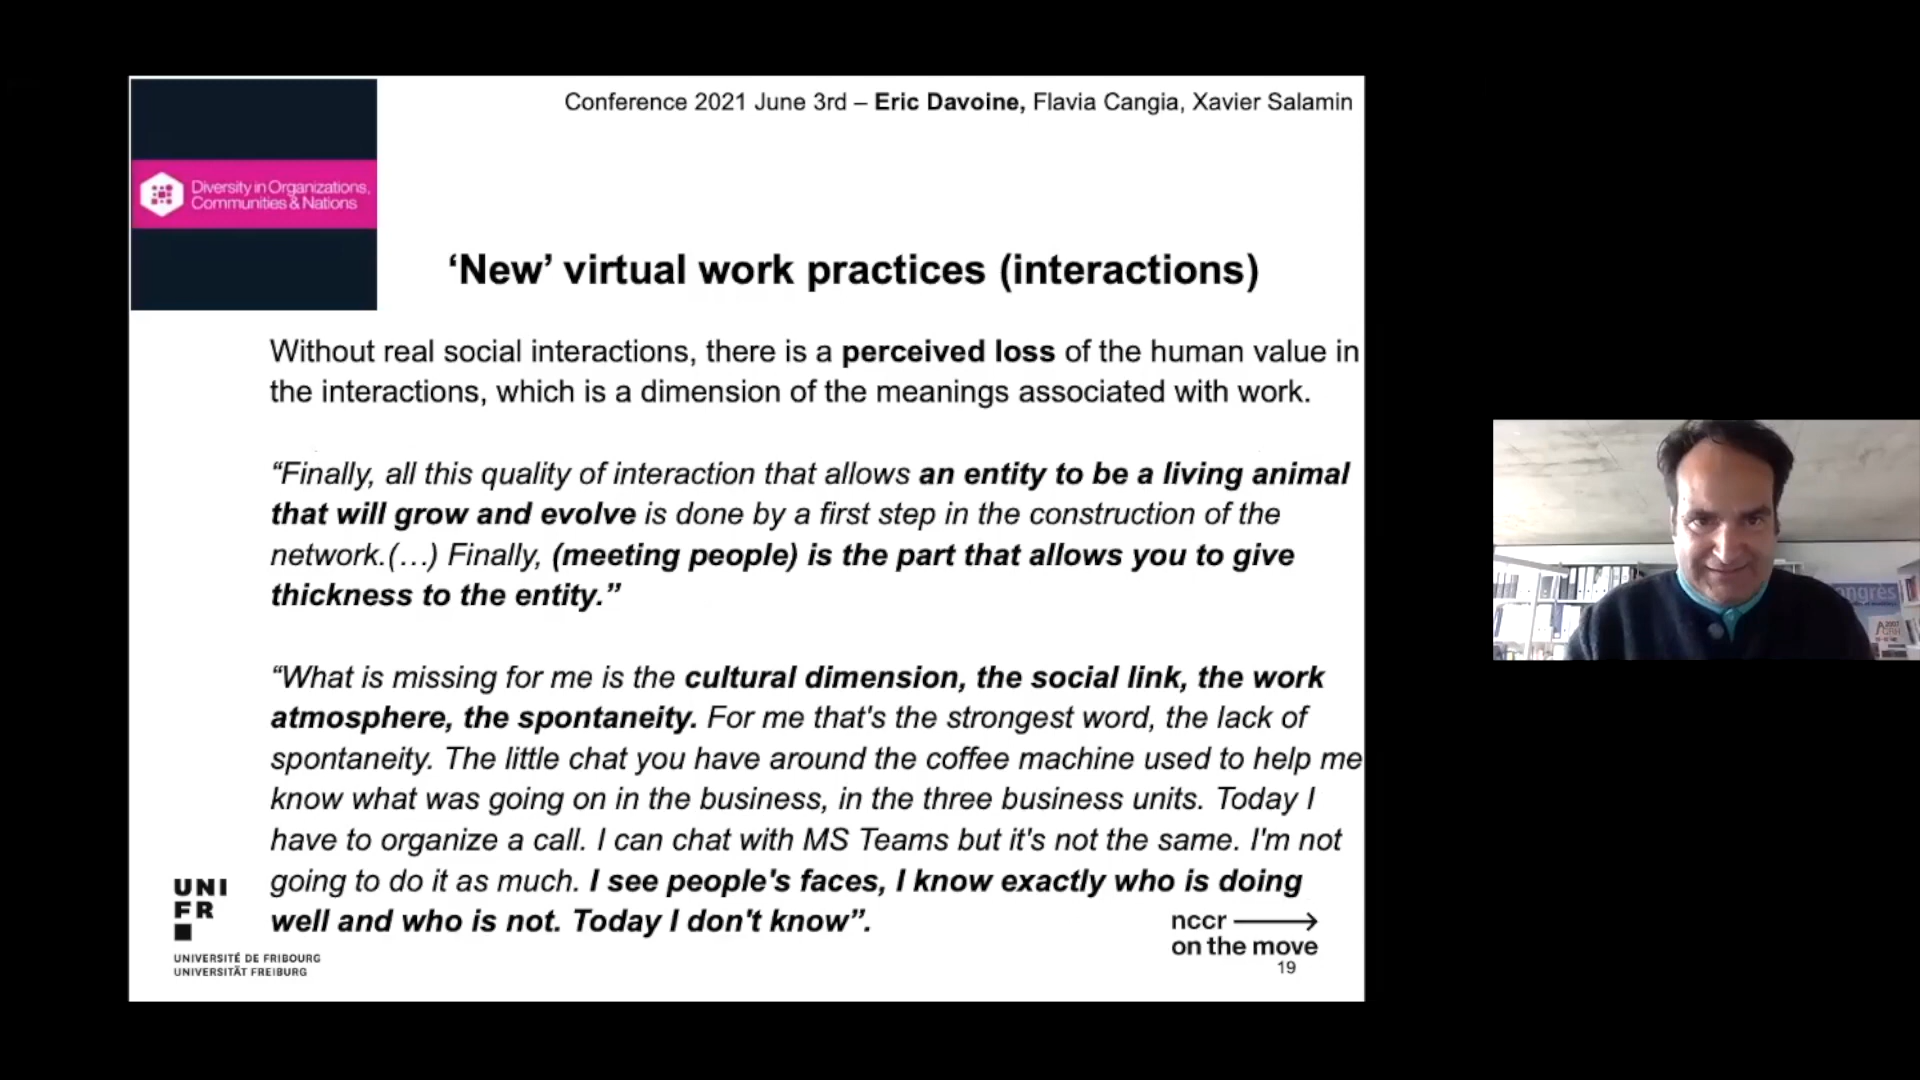 Conference 2021 June 3rd – Eric Davoine, Flavia Cangia, Xavier Salamin
Diversity in Organizations,
Communities & Nations
‘New’ virtual work practices (interactions)
Without real social interactions, there is a perceived loss of the human value in
the interactions, which is a dimension of the meanings associated with work.
“Finally, all this quality of interaction that allows an entity to be a living animal
that will grow and evolve is done by a first step in the construction of the
network.(…) Finally, (meeting people) is the part that allows you to give
thickness to the entity.”
“What is missing for me is the cultural dimension, the social link, the work
atmosphere, the spontaneity. For me that's the strongest word, the lack of
spontaneity. The little chat you have around the coffee machine used to help me
know what was going on in the business, in the three business units. Today I
have to organize a call. I can chat with MS Teams but it's not the same. I'm not
going to do it as much. I see people's faces, I know exactly who is doing
well and who is not. Today I don't know”.
UNI
FR
UNIVERSITÉ DE FRIBOURG
UNIVERSITÄT FREIBURG
nccr
on the move
19
ongrès
2007